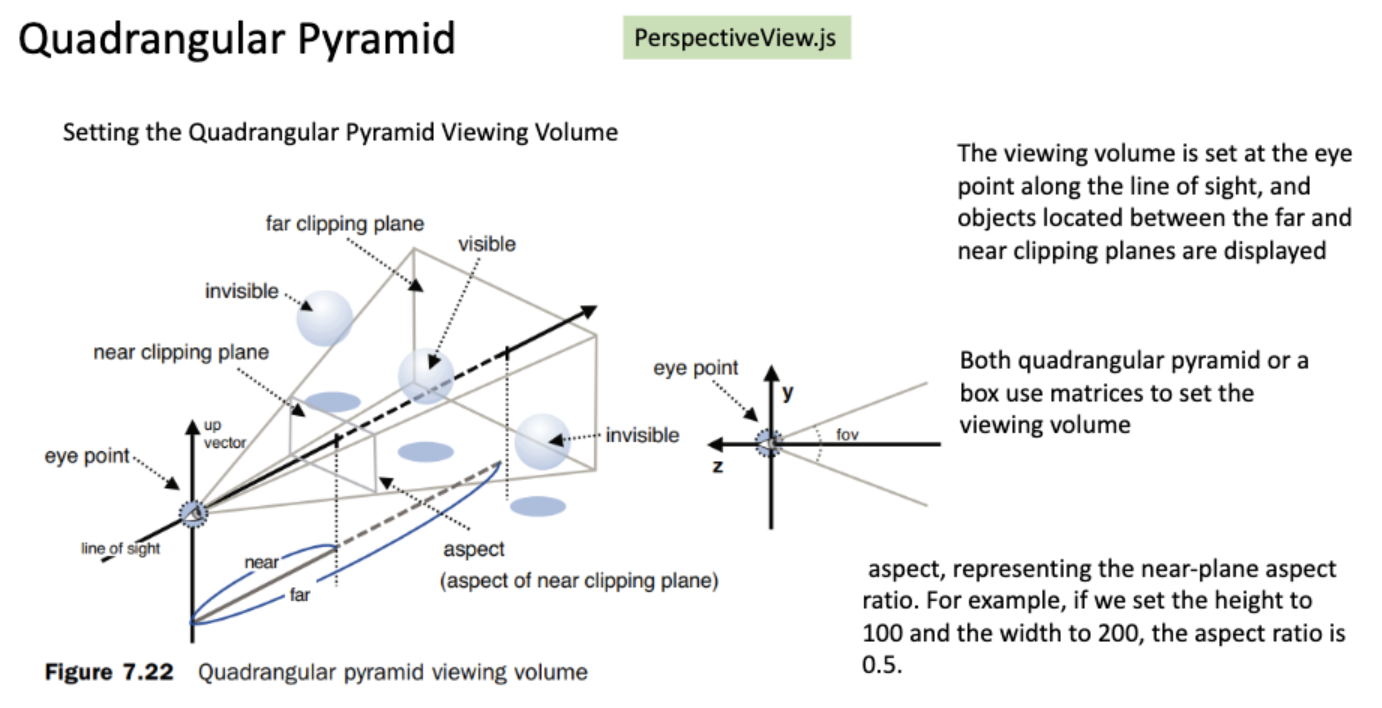 Quadrangular Pyramid
PerspectiveView.js
Setting the Quadrangular Pyramid Viewing Volume
The viewing volume is set at the eye
point along the line of sight, and
objects located between the far and
near clipping planes are displayed
far clipping plane
visible
invisible
near clipping plane
up
vector
eye point
line of sight
near
far
invisible
aspect
(aspect of near clipping plane)
eye point
y
fov
z
Both quadrangular pyramid or a
box use matrices to set the
viewing volume
aspect, representing the near-plane aspect
ratio. For example, if we set the height to
100 and the width to 200, the aspect ratio is
0.5.
Figure 7.22 Quadrangular pyramid viewing volume